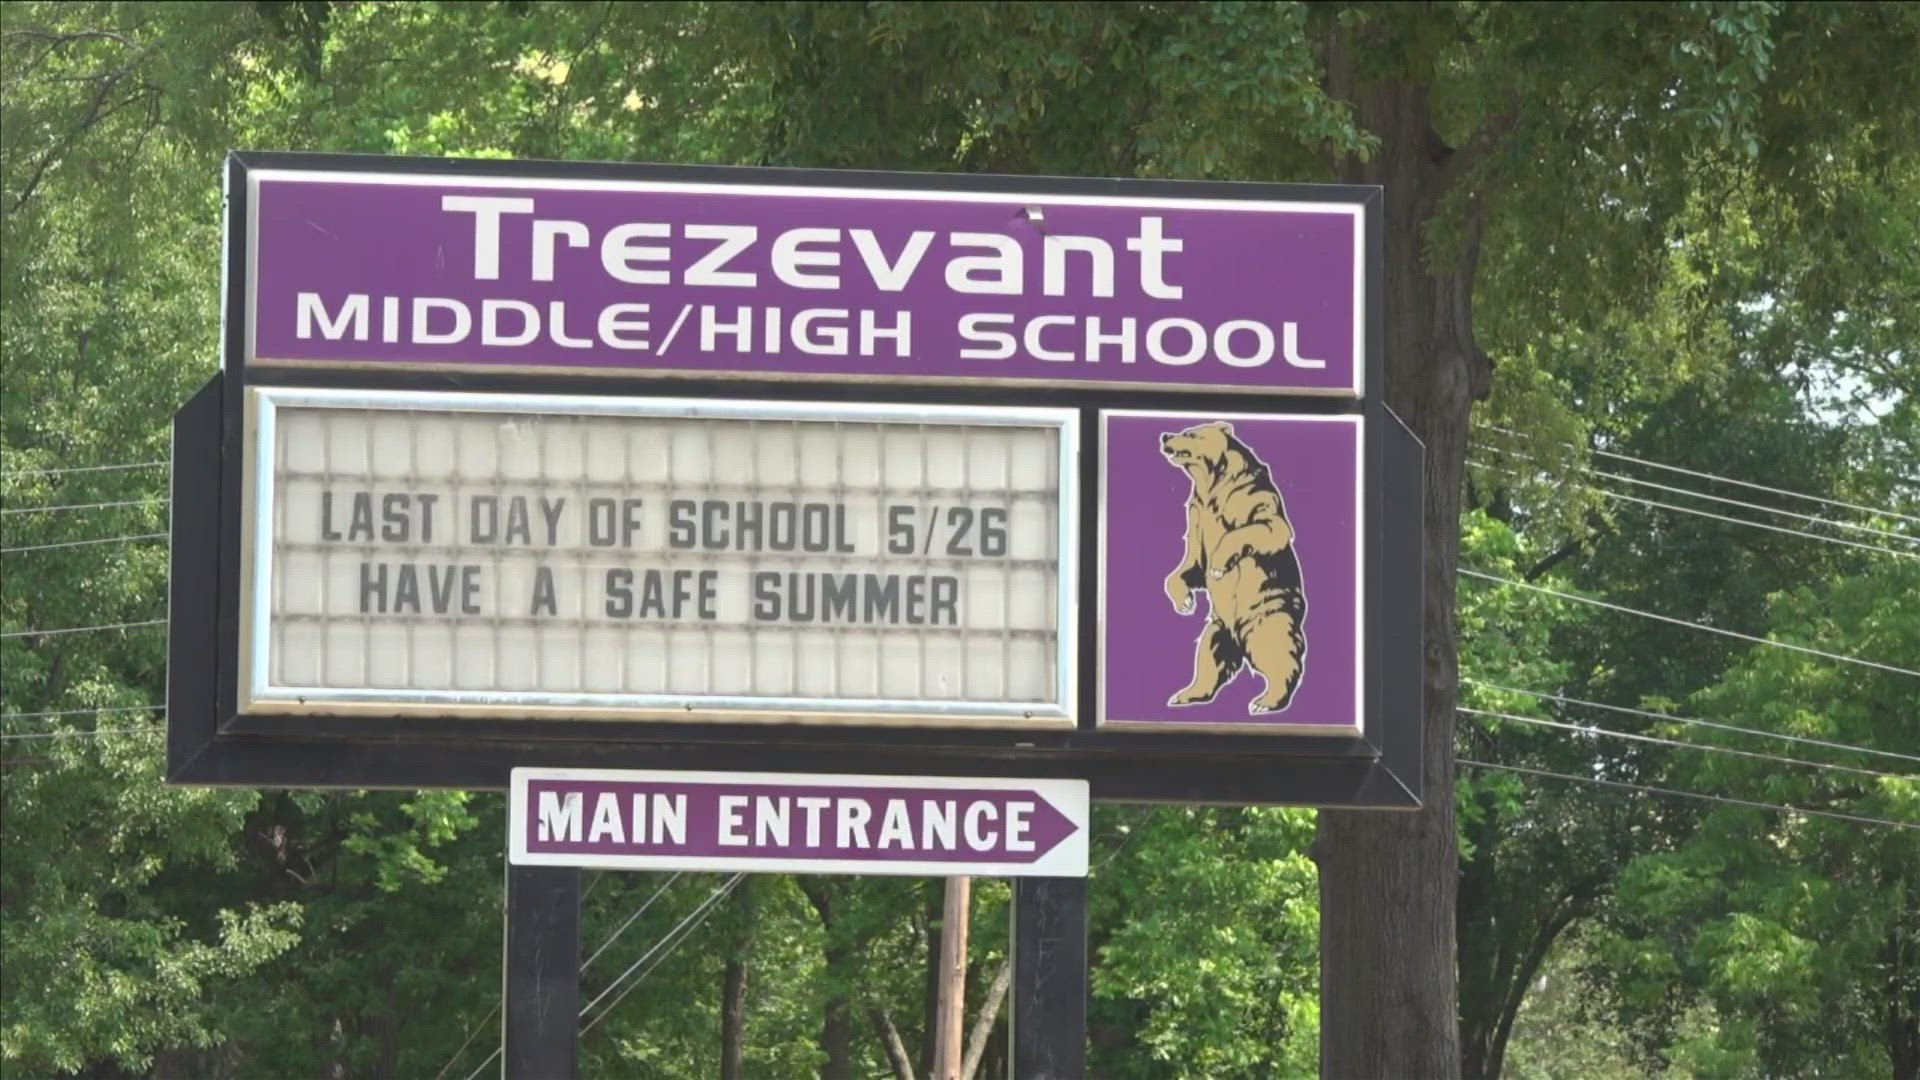 Trezevant
MIDDLE/HIGH SCHOOL
LAST DAY OF SCHOOL 5/26
HAVE A SAFE SUMMER
MAIN ENTRANCE